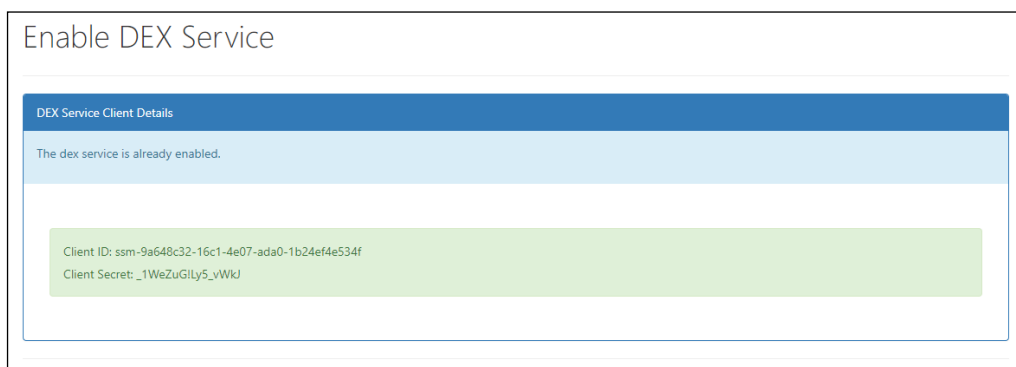 Enable DEX Service
DEX Service Client Details
The dex service is already enabled.
Client ID: ssm-9a648c32-16c1-4e07-ada0-1b24ef4e534f
Client Secret: _1WeZuG!Ly5_vWkJ